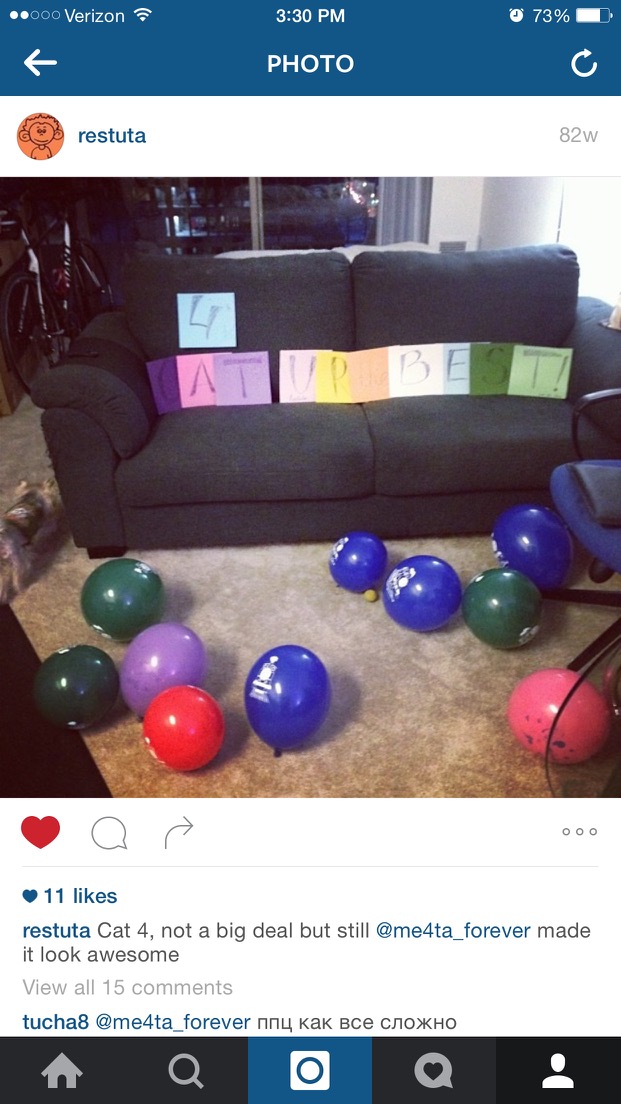 Verizon 3:30 PM 73%
PHOTO
restuta 82w
4
CAT UR BEST!
11 likes
restuta Cat 4, not a big deal but still @me4ta_forever made
it look awesome
View all 15 comments
tucha8 @me4ta_forever ппц как все сложно